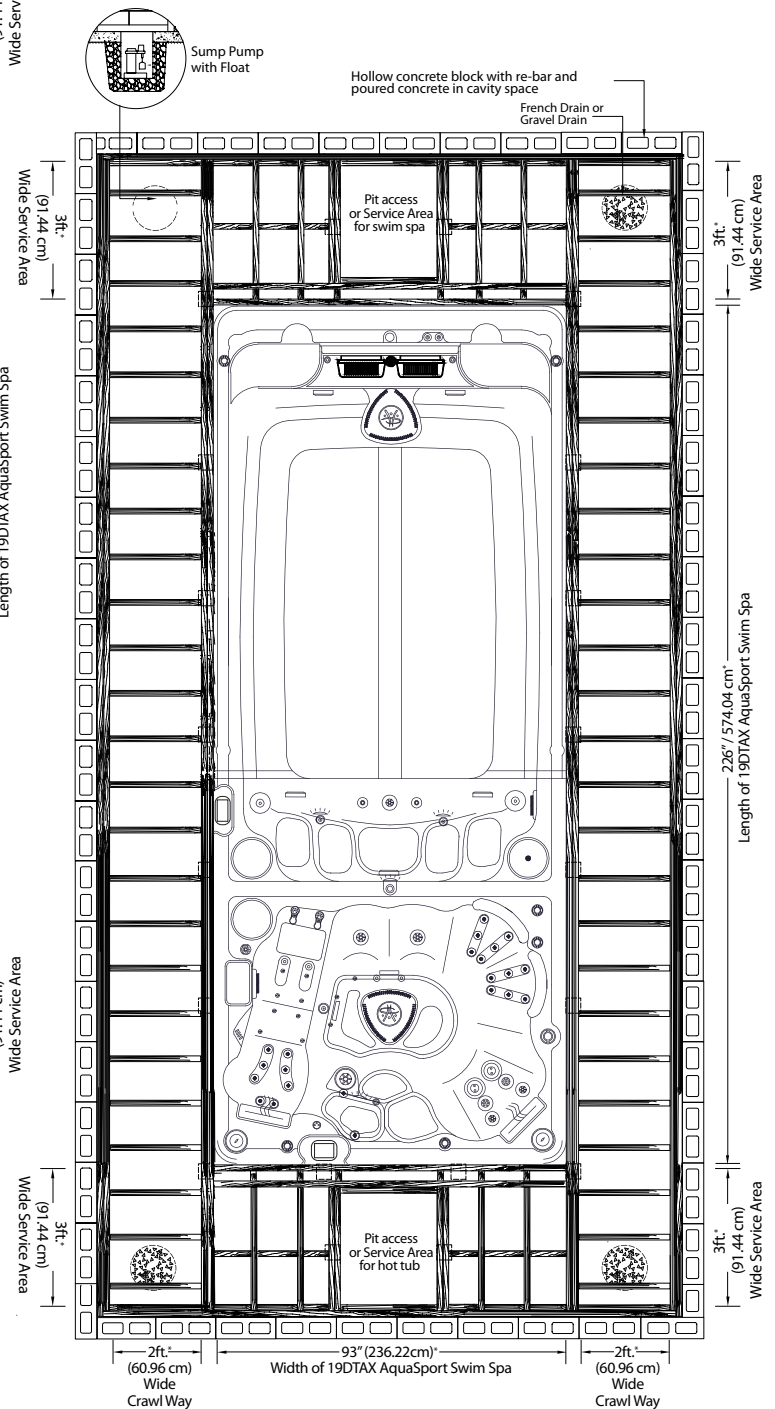 Wide Serv
Sump Pump
with Float
Hollow concrete block with re-bar and
poured concrete in cavity space
French Drain or
Gravel Drain
3ft.*
(91.44 cm)
Wide Service Area
Pit access
or Service Area
for swim spa
3ft.*
(91.44 cm)
Wide Service Area
Length of 19DTAX AquaSport Swim Spa
226” / 574.04 cm*
Length of 19DTAX AquaSport Swim Spa
Wide Service Area
3ft.*
(91.44 cm)
Wide Service Area
Pit access
or Service Area
for hot tub
3ft.*
(91.44 cm)
Wide Service Area
2ft.*
(60.96 cm)
Wide
Crawl Way
93” (236.22cm)*
Width of 19DTAX AquaSport Swim Spa
2ft.*
(60.96 cm)
Wide
Crawl Way